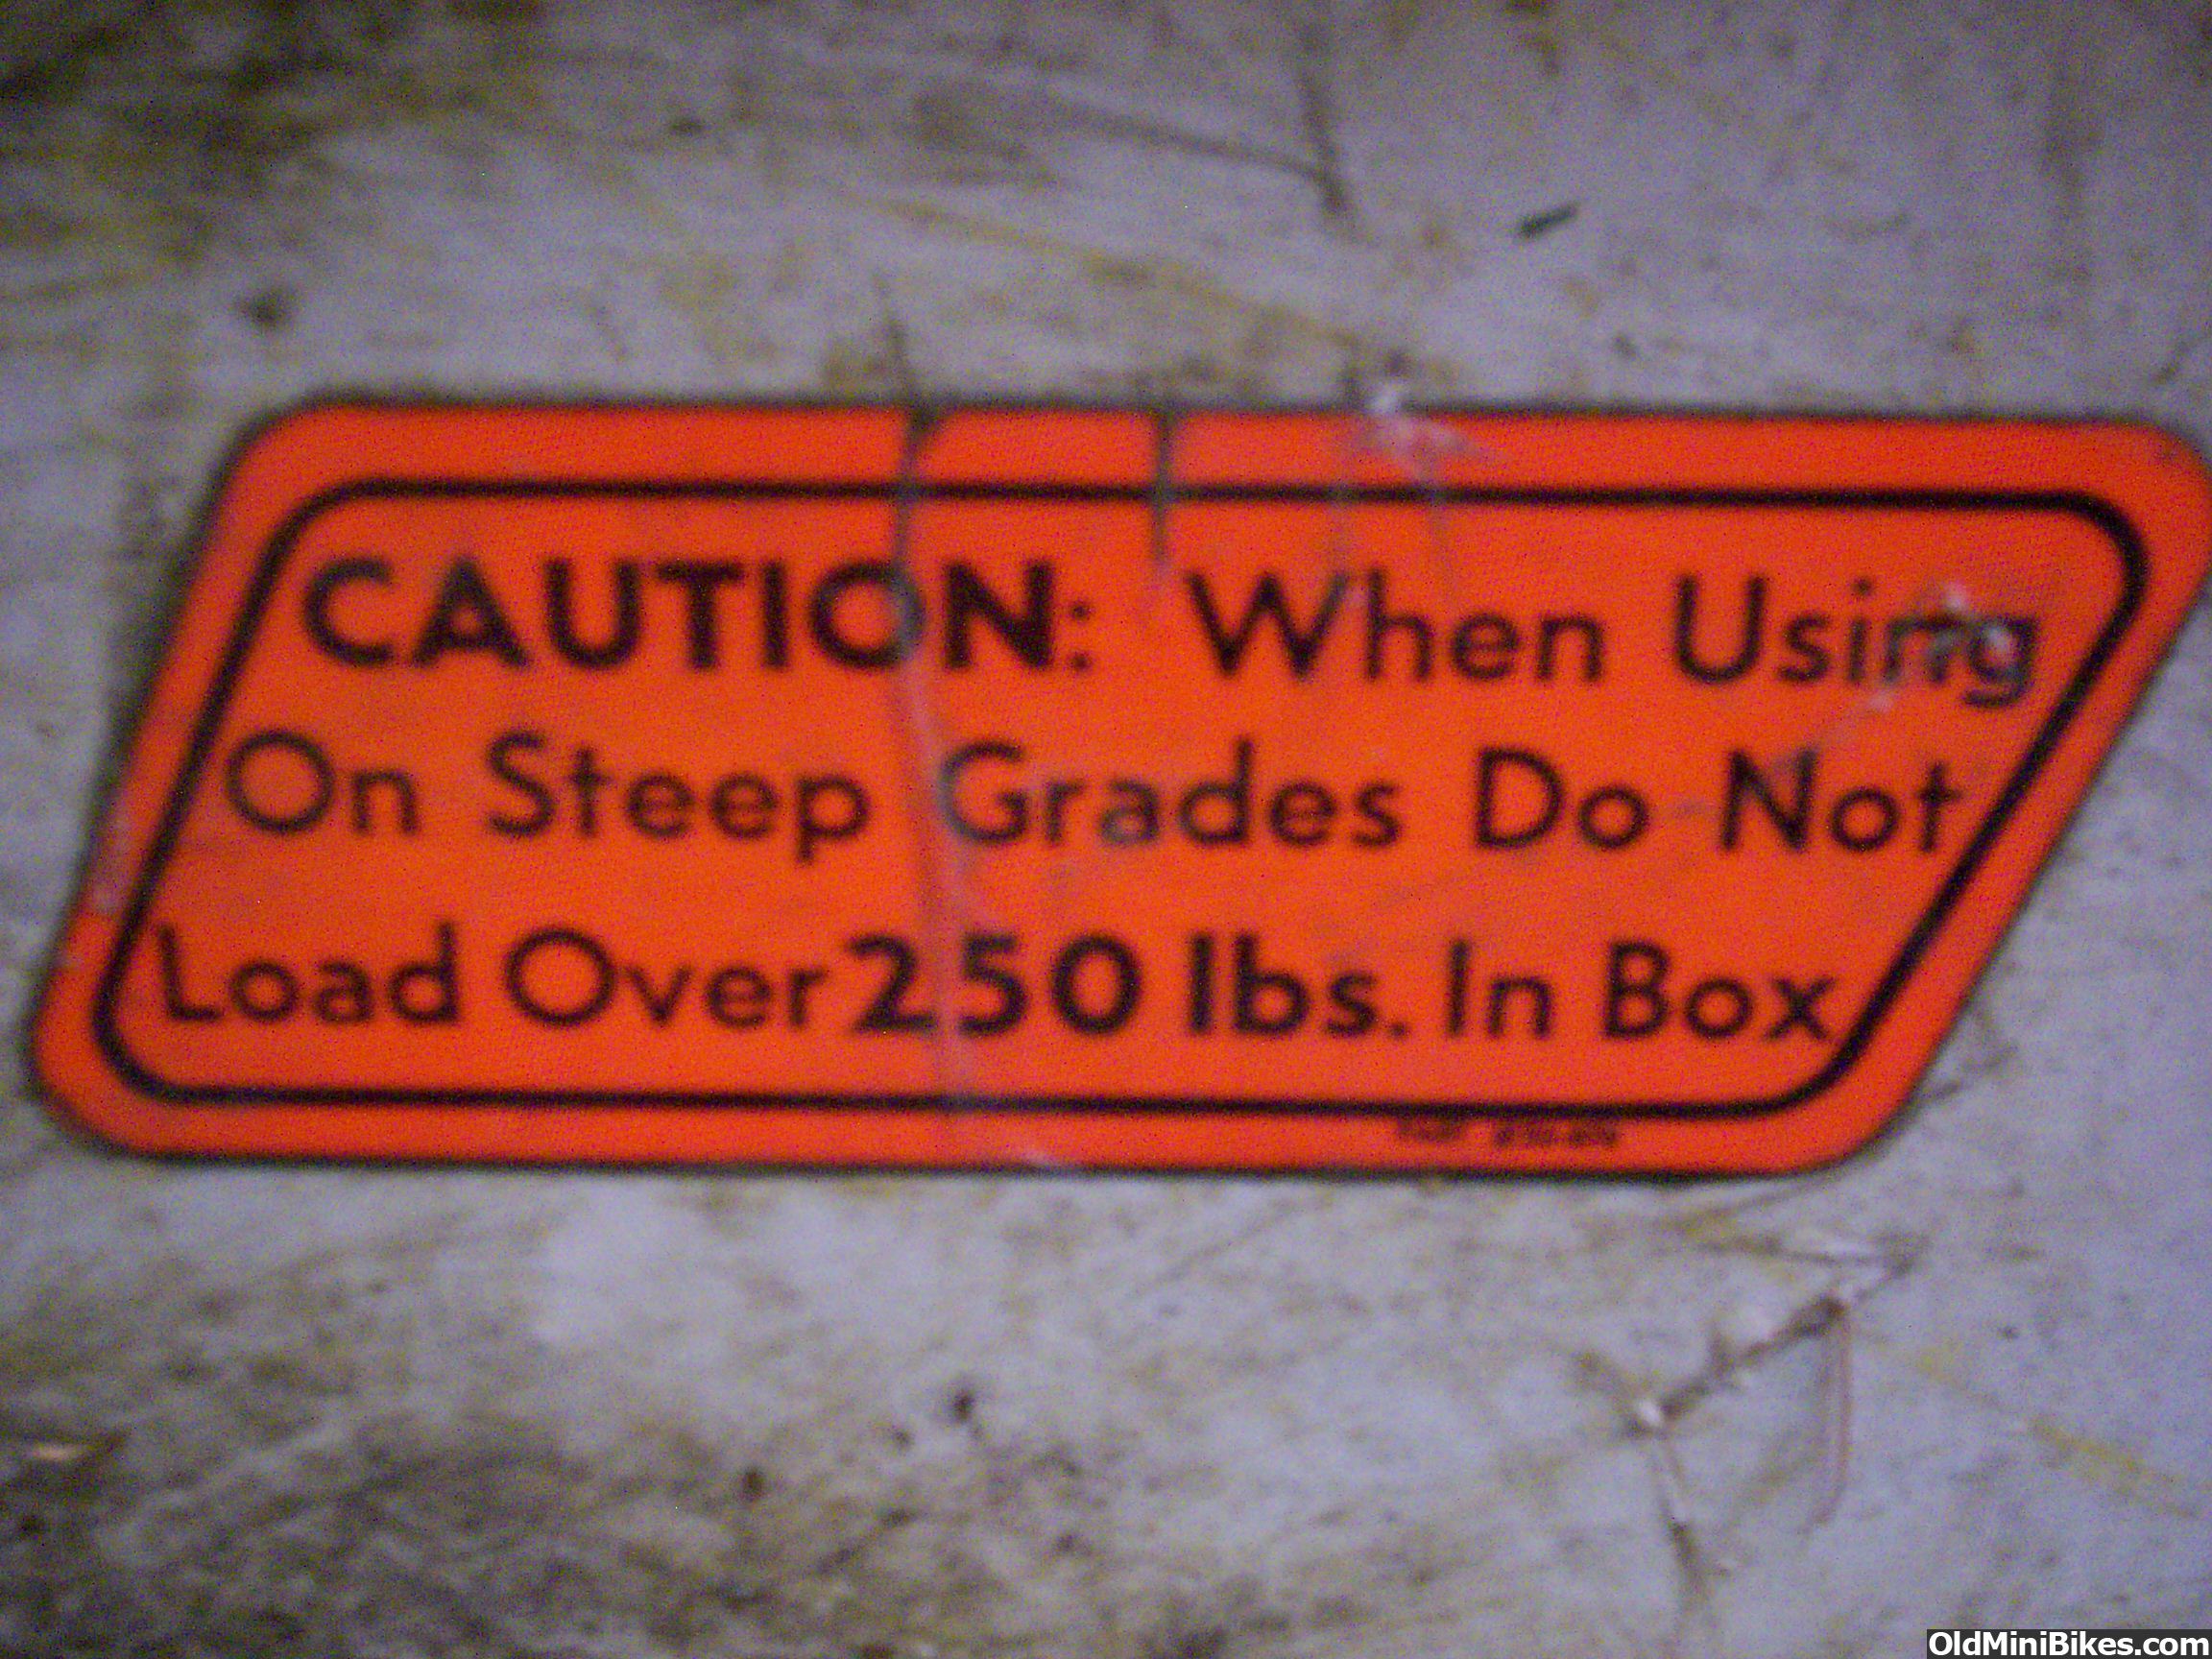 CAUTION: When Using
On Steep Grades Do Not
Load Over 250 lbs. In Box
OldMiniBikes.com